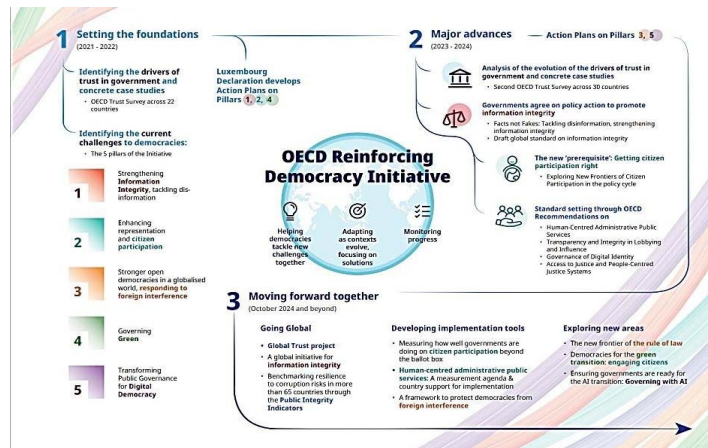 1 Setting the foundations
(2021 - 2022)
Identifying the drivers of
trust in government and
concrete case studies
• OECD Trust Survey across 22
countries
Identifying the current
challenges to democracies:
• The 5 pillars of the Initiative
1
Strengthening
Information
Integrity, tackling dis-
information
2
Enhancing
representation
and citizen
participation
3
Stronger open
democracies in a globalised
world, responding to
foreign interference
4
Governing
Green
5
Transforming
Public Governance
for Digital
Democracy
Luxembourg
Declaration develops
Action Plans on
Pillars 1, 2, 4
OECD Reinforcing
Democracy Initiative
Helping
democracies
tackle new
challenges
together
Adapting
as contexts
evolve,
focusing on
solutions
Monitoring
progress
2 Major advances
(2023 - 2024)
Action Plans on Pillars 3, 5
Analysis of the evolution of the drivers of trust in
government and concrete case studies
• Second OECD Trust Survey across 30 countries
Governments agree on policy action to promote
information integrity
• Facts not Fakes: Tackling disinformation, strengthening
information integrity
• Draft global standard on information integrity
The new 'prerequisite': Getting citizen
participation right
• Exploring New Frontiers of Citizen
Participation in the policy cycle
Standard setting through OECD
Recommendations on
• Human-Centred Administrative Public
Services
• Transparency and Integrity in Lobbying
and Influence
• Governance of Digital Identity
• Access to Justice and People-Centred
Justice Systems
3 Moving forward together
(October 2024 and beyond)
Going Global
• Global Trust project
• A global initiative for
information integrity
• Benchmarking resilience
to corruption risks in more
than 65 countries through
the Public Integrity
Indicators
Developing implementation tools
• Measuring how well governments are
doing on citizen participation beyond
the ballot box
• Human-centred administrative public
services: A measurement agenda &
country support for implementation
• A framework to protect democracies from
foreign interference
Exploring new areas
• The new frontier of the rule of law
• Democracies for the green
transition: engaging citizens
• Ensuring governments are ready for
the AI transition: Governing with AI